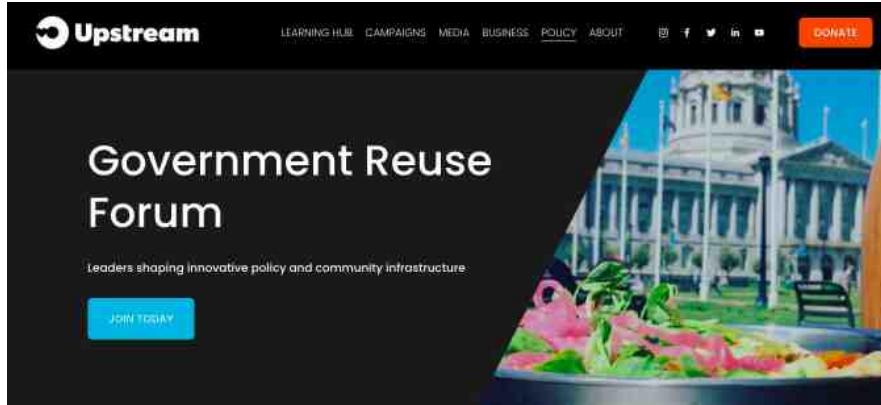 Upstream
LEARNING HUB CAMPAIGNS MEDIA BUSINESS POLICY ABOUT
DONATE
Government Reuse
Forum
Leaders shaping innovative policy and community infrastructure
JOIN TODAY